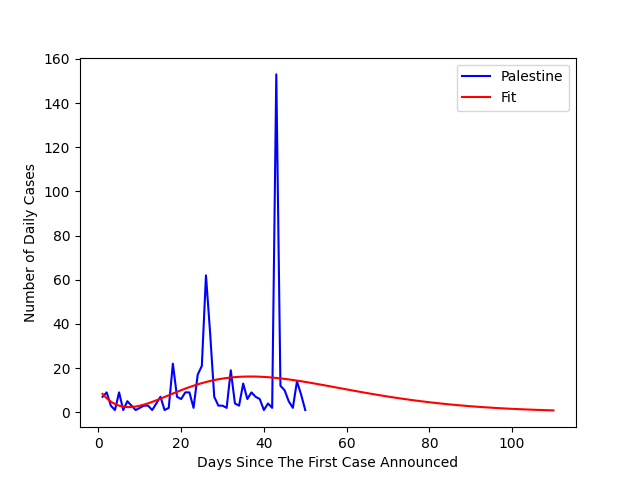 Palestine
Fit
160
140
120
100
80
60
40
20
0
Number of Daily Cases
0 20 40 60 80 100
Days Since The First Case Announced